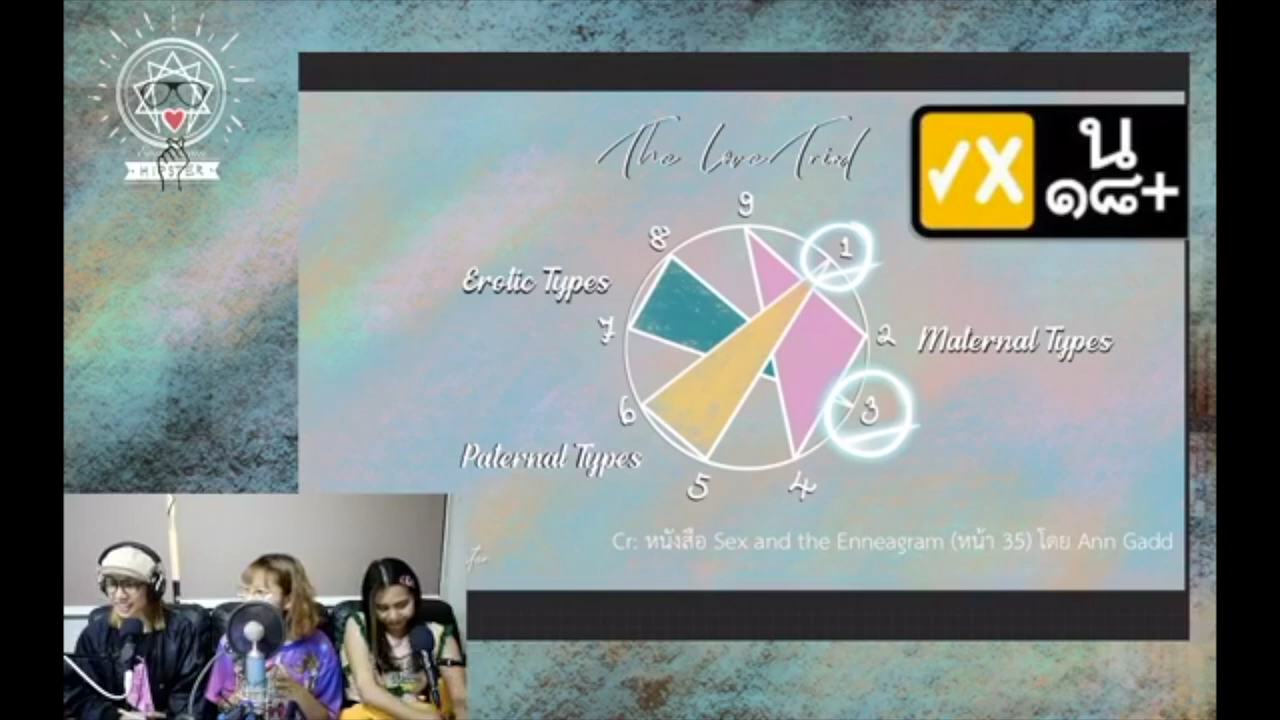 HIPSTER
The Love Triad
น
๑๘+
9
8
1
Erotic Types
7
2
Maternal Types
6
3
Paternal Types
5
4
Cr: หนังสือ Sex and the Enneagram (หน้า 35) โดย Ann Gadd